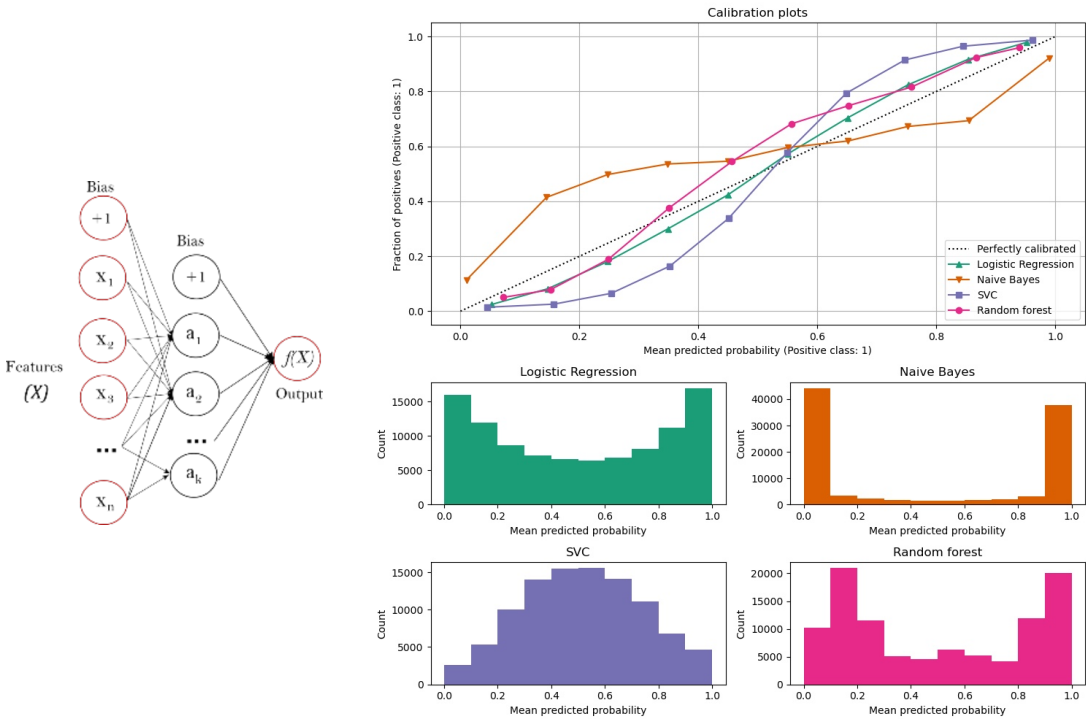 Bias
+1
X1
X2
X3
...
Xn
Features
(X)
Bias
+1
a1
a2
...
ak
f(X)
Output
Calibration plots
Fraction of positives (Positive class: 1)
1.0
0.8
0.6
0.4
0.2
0.0
0.0 0.2 0.4 0.6 0.8 1.0
Mean predicted probability (Positive class: 1)
Perfectly calibrated
Logistic Regression
Naive Bayes
SVC
Random forest
Logistic Regression
Count
15000
10000
5000
0
0.0 0.2 0.4 0.6 0.8 1.0
Mean predicted probability
Naive Bayes
Count
40000
30000
20000
10000
0
0.0 0.2 0.4 0.6 0.8 1.0
Mean predicted probability
SVC
Count
15000
10000
5000
0
0.0 0.2 0.4 0.6 0.8 1.0
Mean predicted probability
Random forest
Count
20000
15000
10000
5000
0
0.0 0.2 0.4 0.6 0.8 1.0
Mean predicted probability